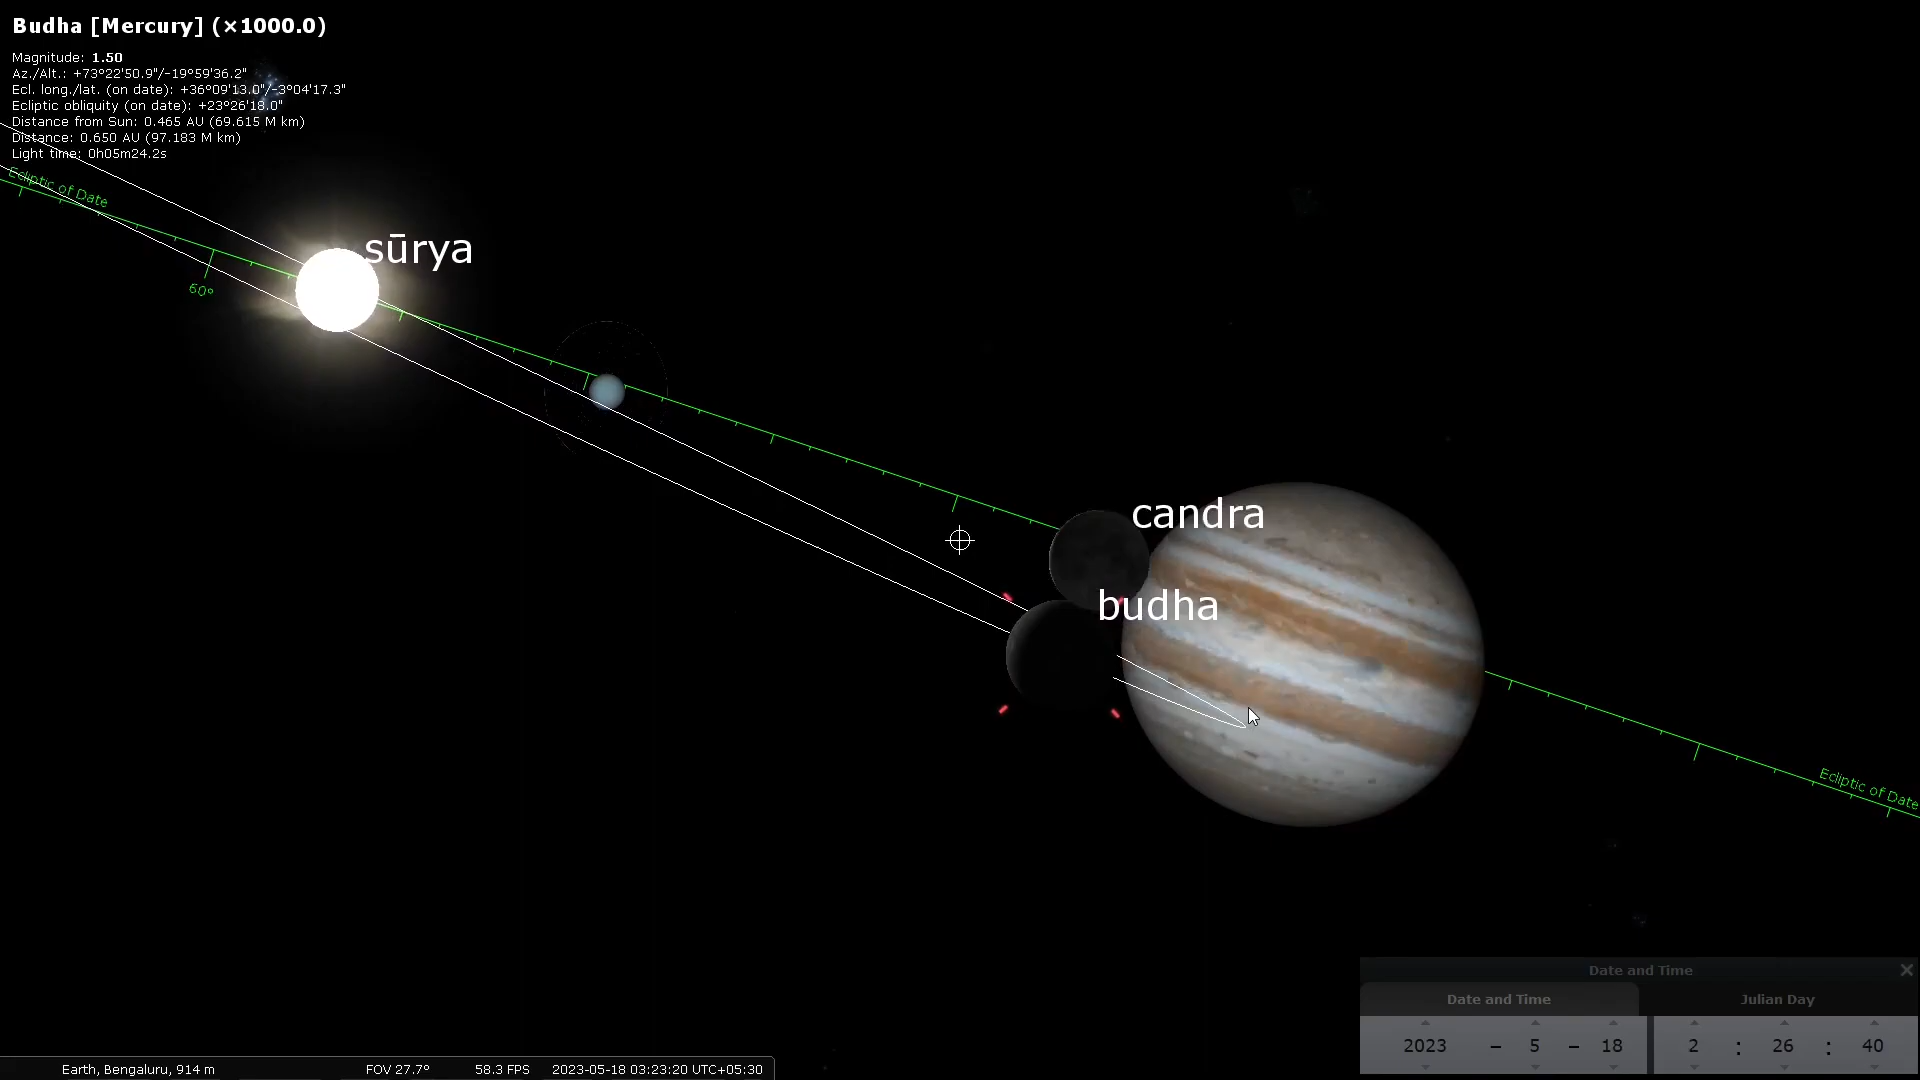 Budha [Mercury] (×1000.0)
Magnitude: 1.50
Az./Alt.: +73°22'50.9"/-19°59'36.2"
Ecl. long./lat. (on date): +36°09'13.0"/-3°04'17.3"
Ecliptic obliquity (on date): +23°26'18.0"
Distance from Sun: 0.465 AU (69.615 M km)
Distance: 0.650 AU (97.183 M km)
Light time: 0h05m24.2s
Ecliptic of Date
sūrya
60°
candra
budha
Ecliptic of Date
Date and Time
Date and Time Julian Day
2023 - 5 - 18 2 : 26 : 40
Earth, Bengaluru, 914 m FOV 27.7° 58.3 FPS 2023-05-18 03:23:20 UTC+05:30